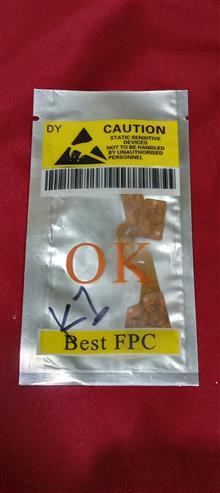 DY
CAUTION
STATIC SENSITIVE
DEVICES
NOT TO BE HANDLED
BY UNAUTHORISED
PERSONNEL
OK
Best FPC